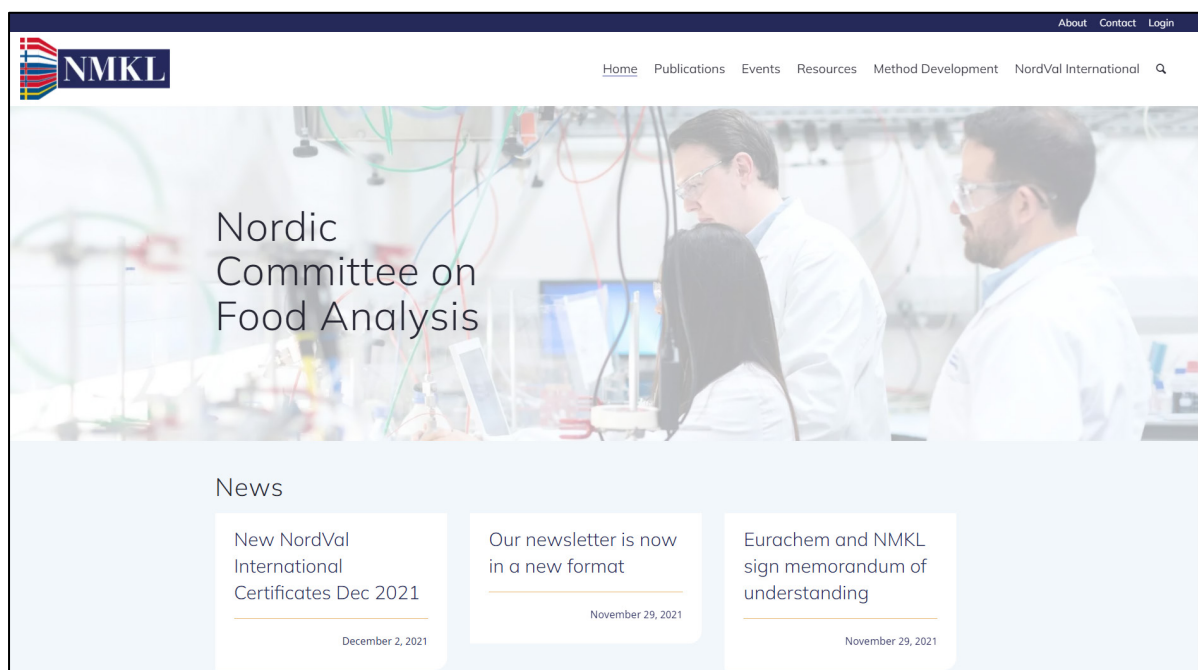 About Contact Login
NMKL
Home Publications Events Resources Method Development NordVal International
Nordic
Committee on
Food Analysis
News
New NordVal
International
Certificates Dec 2021
December 2, 2021
Our newsletter is now
in a new format
November 29, 2021
Eurachem and NMKL
sign memorandum of
understanding
November 29, 2021